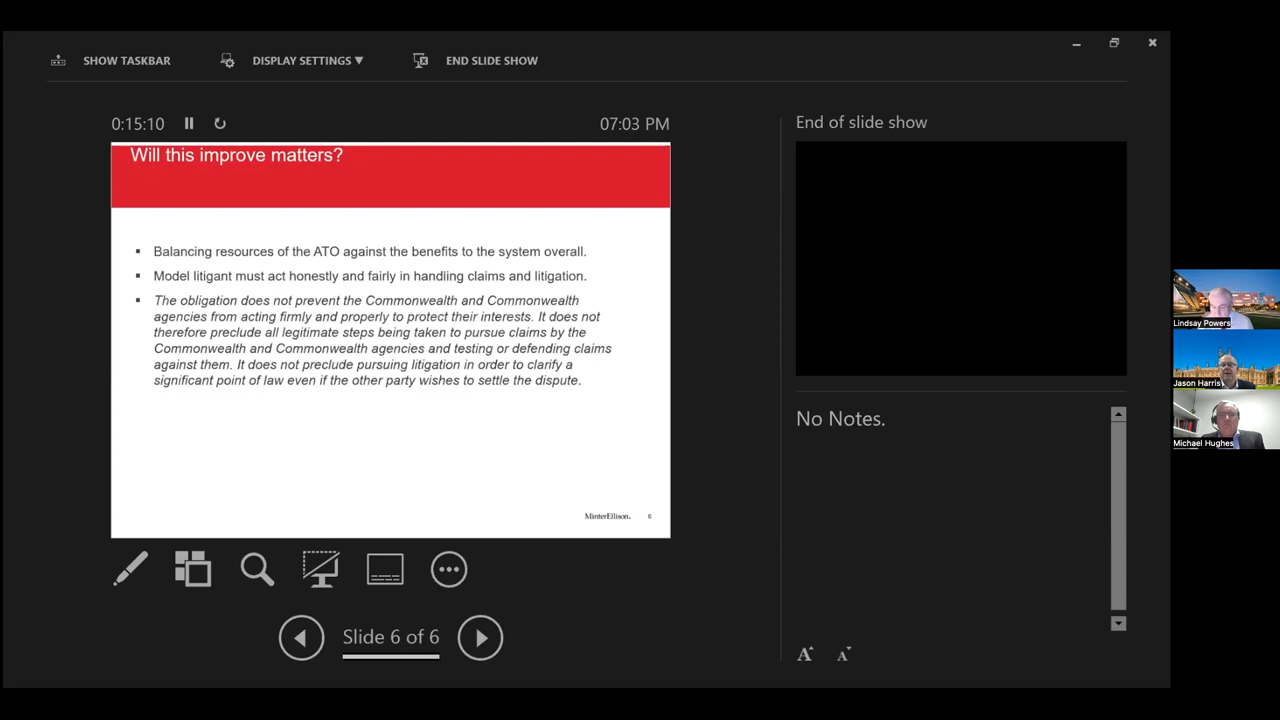 SHOW TASKBAR
DISPLAY SETTINGS ▼
END SLIDE SHOW
0:15:10
07:03 PM
Will this improve matters?
▪ Balancing resources of the ATO against the benefits to the system overall.
▪ Model litigant must act honestly and fairly in handling claims and litigation.
▪ The obligation does not prevent the Commonwealth and Commonwealth
agencies from acting firmly and properly to protect their interests. It does not
therefore preclude all legitimate steps being taken to pursue claims by the
Commonwealth and Commonwealth agencies and testing or defending claims
against them. It does not preclude pursuing litigation in order to clarify a
significant point of law even if the other party wishes to settle the dispute.
MinterEllison. 6
Slide 6 of 6
End of slide show
No Notes.
A A
Lindsay Powers
Jason Harris
Michael Hughes